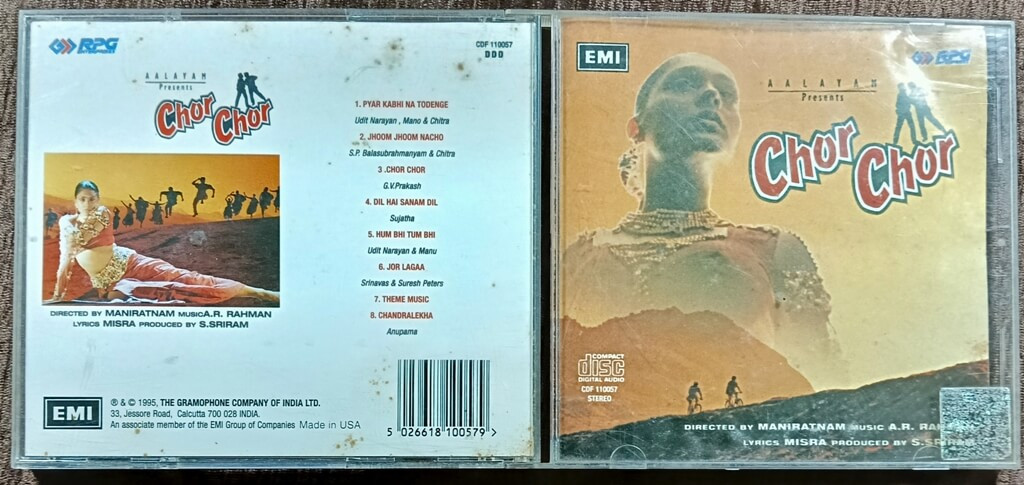 RPG
CDF 110057
DDD
AALAYAM
Presents
Chor
Chor
1. PYAR KABHI NA TODENGE
Udit Narayan , Mano & Chitra
2. JHOOM JHOOM NACHO
S.P. Balasubrahmanyam & Chitra
3 .CHOR CHOR
G.V.Prakash
4. DIL HAI SANAM DIL
Sujatha
5. HUM BHI TUM BHI
Udit Narayan & Manu
6. JOR LAGAA
Srinavas & Suresh Peters
7. THEME MUSIC
8. CHANDRALEKHA
Anupama
DIRECTED BY MANIRATNAM MUSIC A.R. RAHMAN
LYRICS MISRA PRODUCED BY S.SRIRAM
EMI
℗ & © 1995, THE GRAMOPHONE COMPANY OF INDIA LTD.
33, Jessore Road, Calcutta 700 028 INDIA.
An associate member of the EMI Group of Companies Made in USA
5 026618 100579 >
EMI
RPG
AALAYAM
Presents
Chor
Chor
COMPACT
disc
DIGITAL AUDIO
CDF 110057
STEREO
DIRECTED BY MANIRATNAM MUSIC A.R.
LYRICS MISRA PRODUCED BY S.SRIRAM